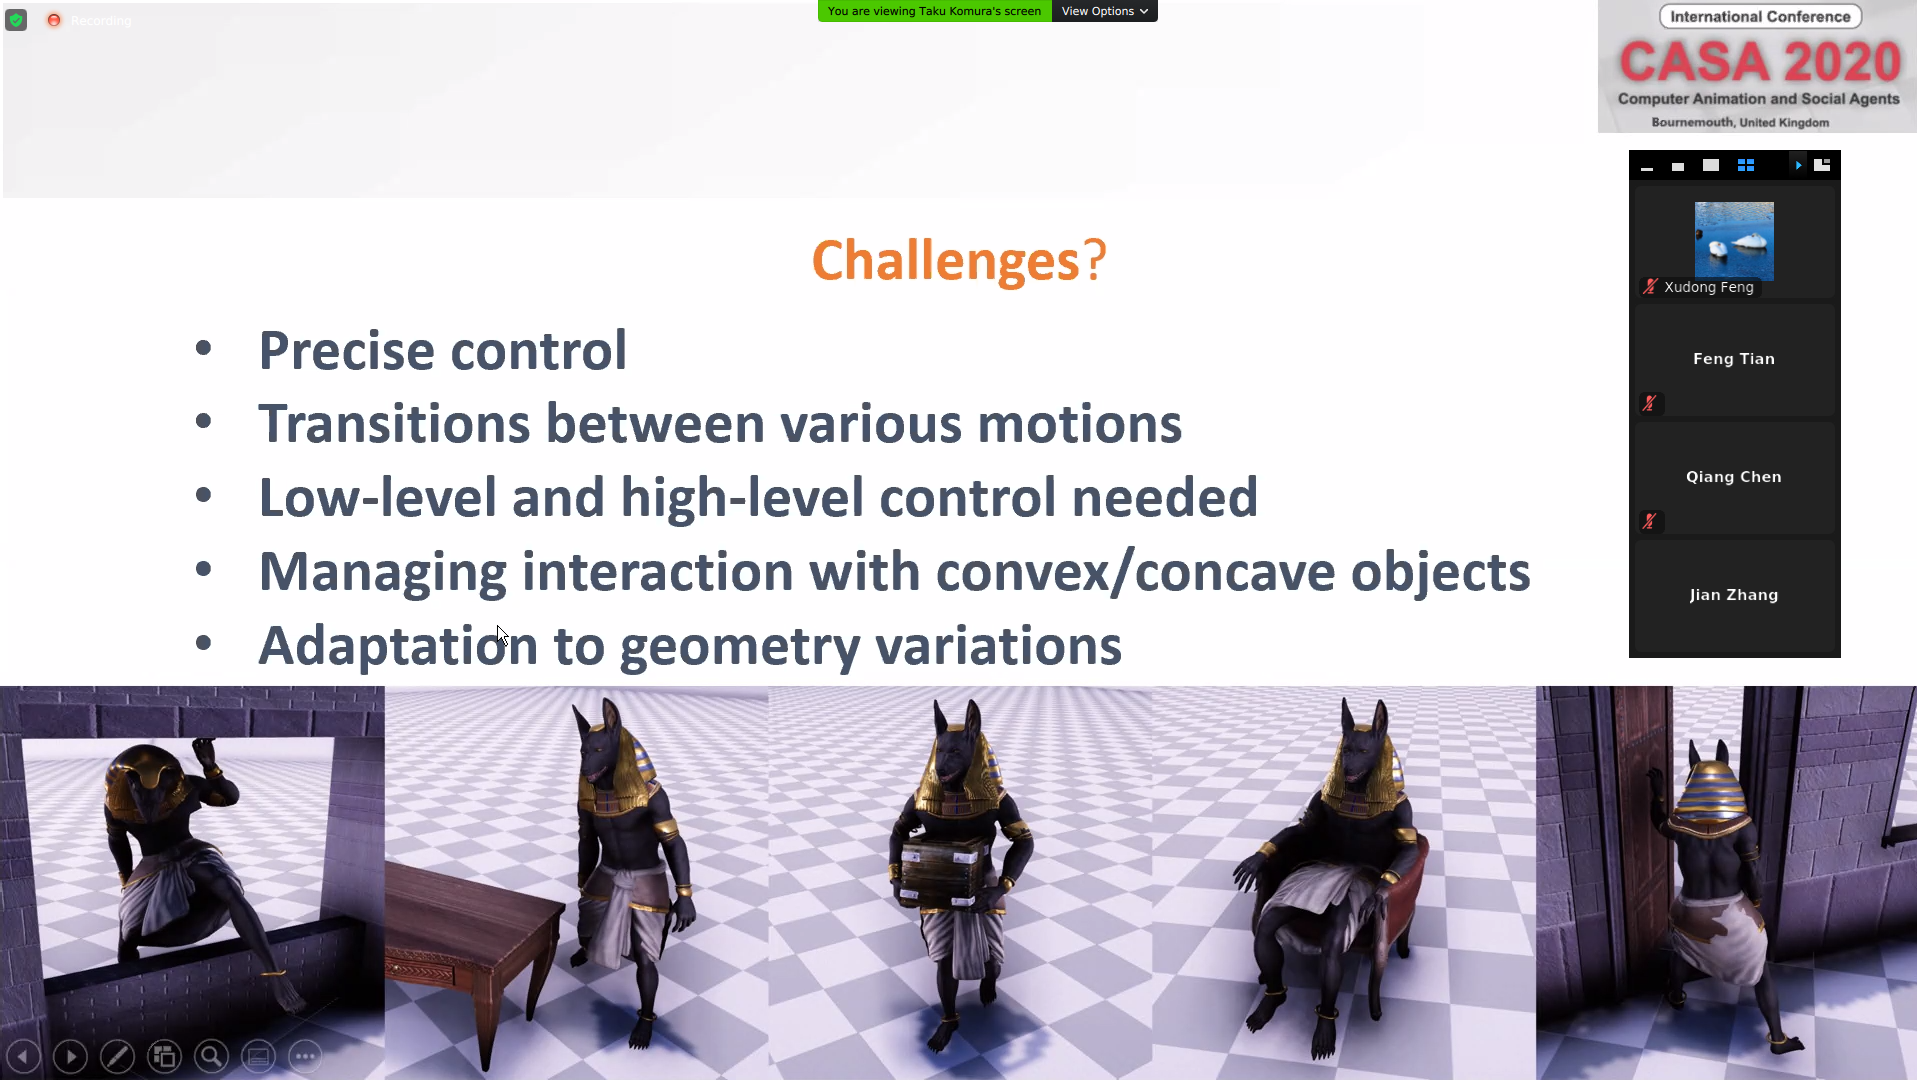 Recording
You are viewing Taku Komura's screen
View Options
International Conference
CASA 2020
Computer Animation and Social Agents
Bournemouth, United Kingdom
Challenges?
• Precise control
• Transitions between various motions
• Low-level and high-level control needed
• Managing interaction with convex/concave objects
• Adaptation to geometry variations
Xudong Feng
Feng Tian
Qiang Chen
Jian Zhang